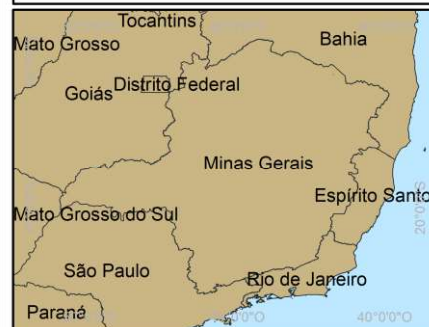 Tocantins
Mato Grosso
Bahia
Distrito Federal
Goiás
Minas Gerais
Espírito Santo
20°0'0"S
Mato Grosso do Sul
São Paulo
Rio de Janeiro
Paraná
40°0'0"O